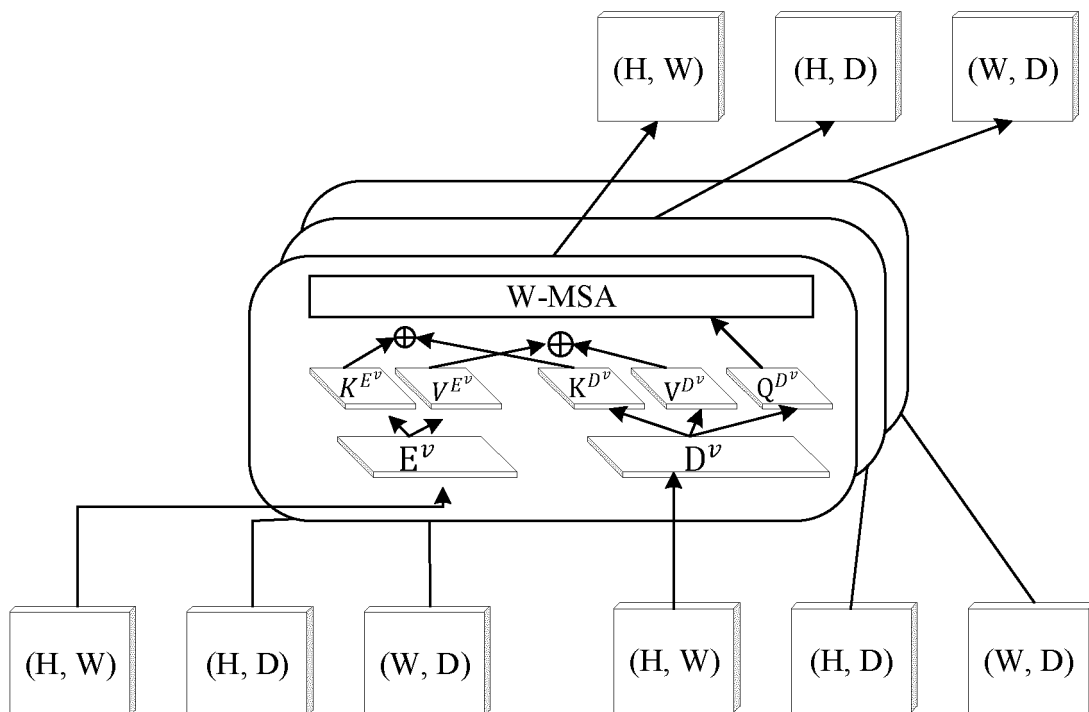 (H, W) (H, D) (W, D)
W-MSA
⊕ ⊕
K^{E^v} V^{E^v} K^{D^v} V^{D^v} Q^{D^v}
E^v D^v
(H, W) (H, D) (W, D) (H, W) (H, D) (W, D)